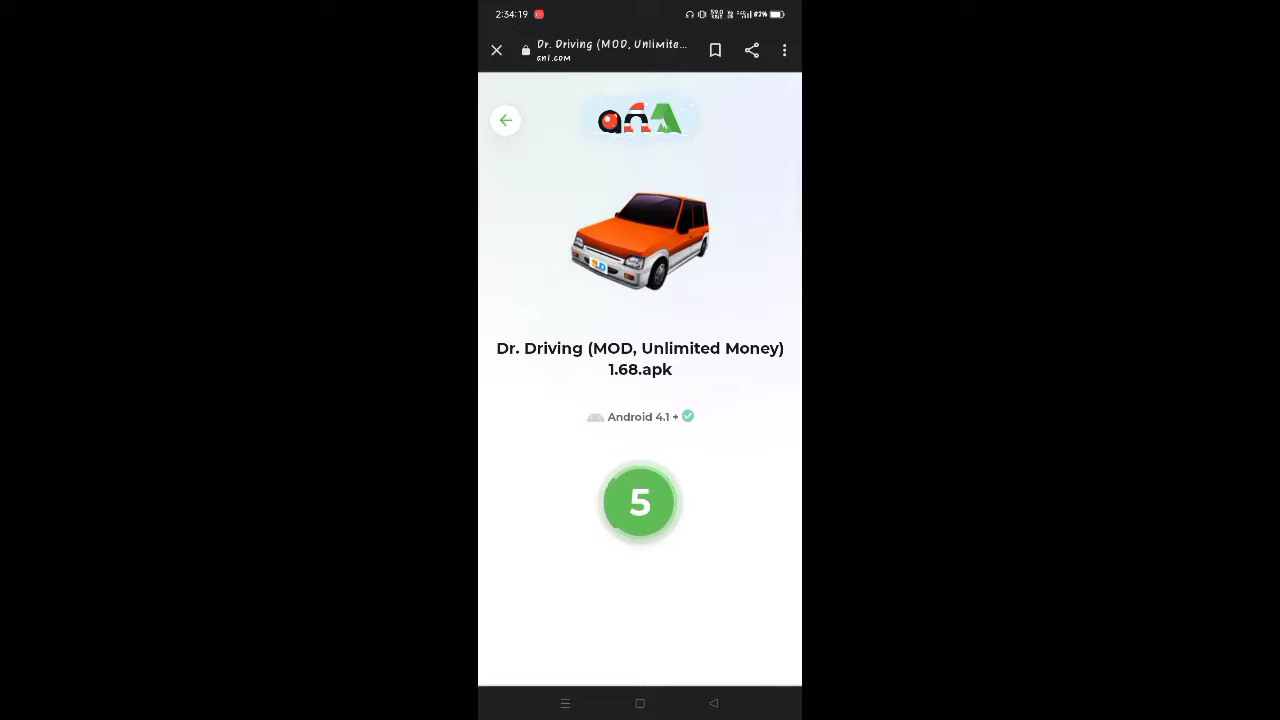 2:34:19
82%
Dr. Driving (MOD, Unlimite...
an1.com
Dr. Driving (MOD, Unlimited Money)
1.68.apk
Android 4.1 +
5